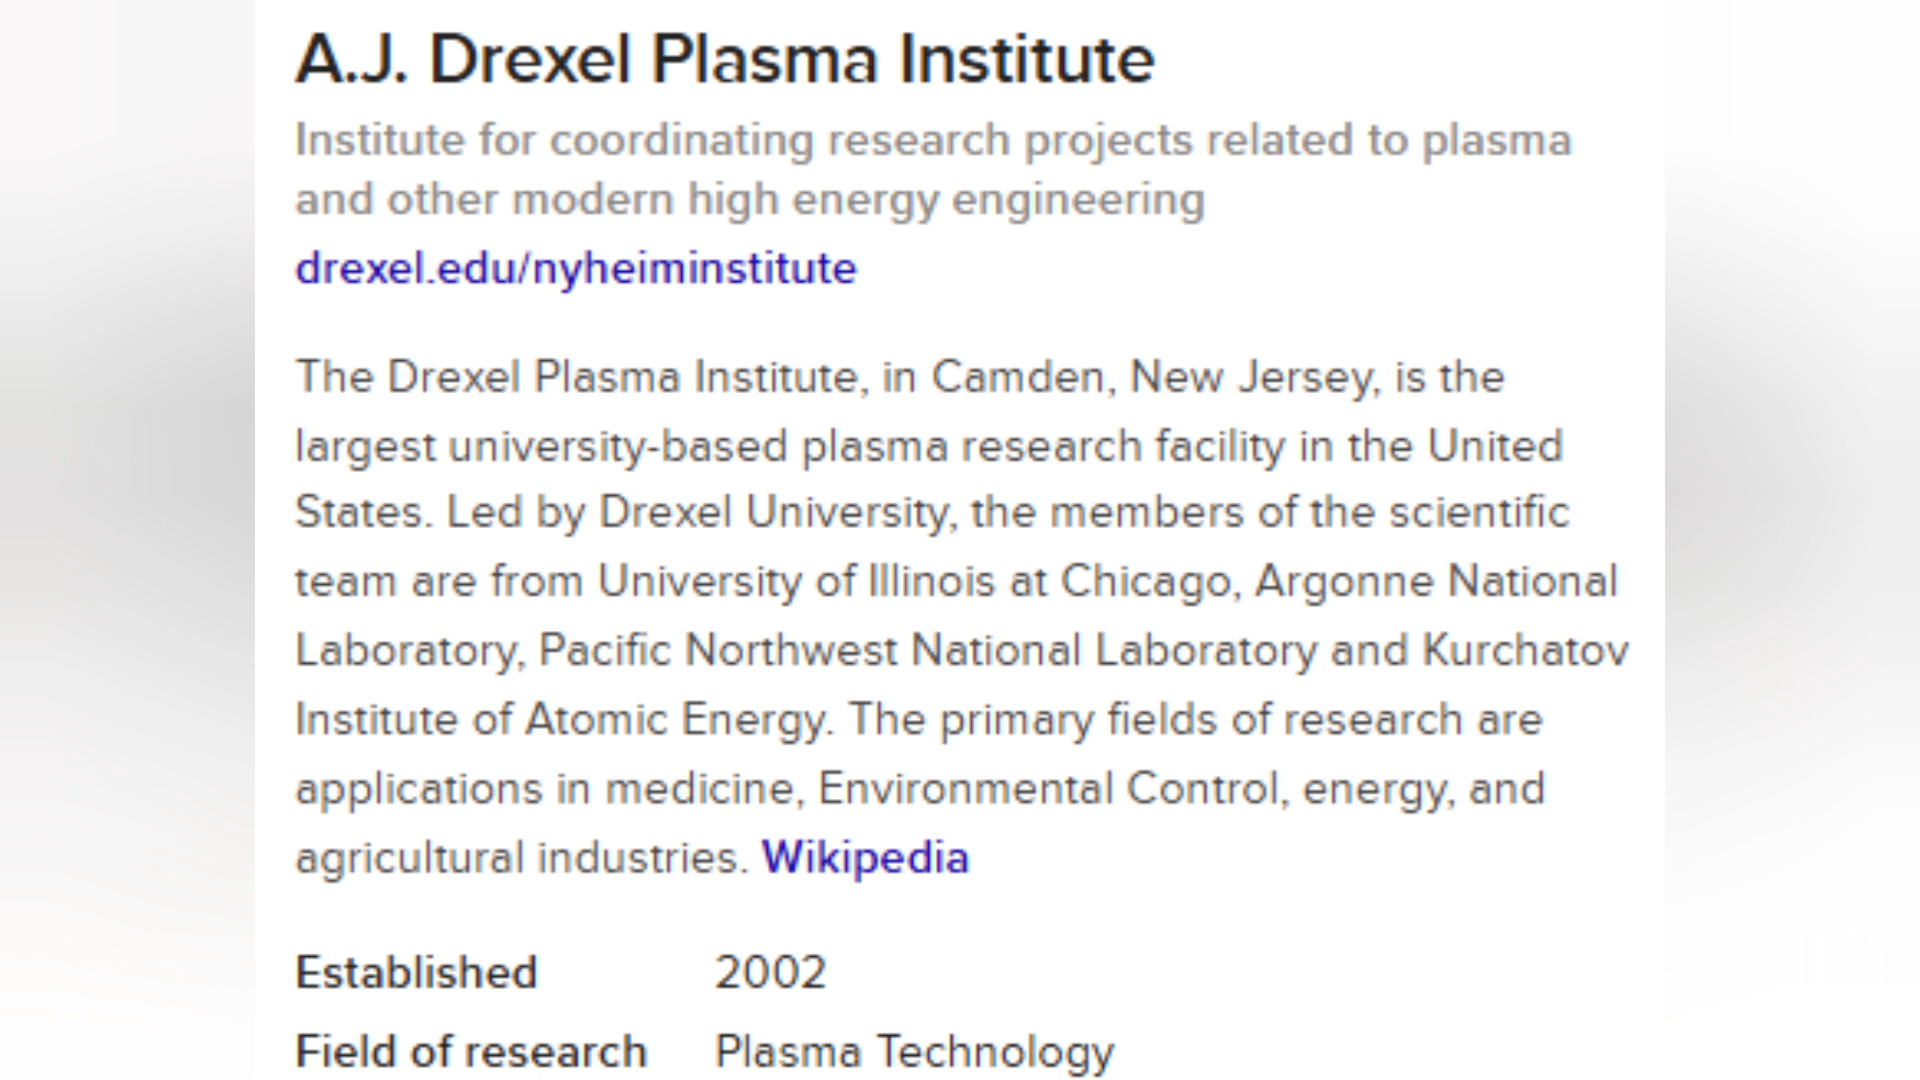 A.J. Drexel Plasma Institute
Institute for coordinating research projects related to plasma
and other modern high energy engineering
drexel.edu/nyheiminstitute
The Drexel Plasma Institute, in Camden, New Jersey, is the
largest university-based plasma research facility in the United
States. Led by Drexel University, the members of the scientific
team are from University of Illinois at Chicago, Argonne National
Laboratory, Pacific Northwest National Laboratory and Kurchatov
Institute of Atomic Energy. The primary fields of research are
applications in medicine, Environmental Control, energy, and
agricultural industries. Wikipedia
Established 2002
Field of research Plasma Technology